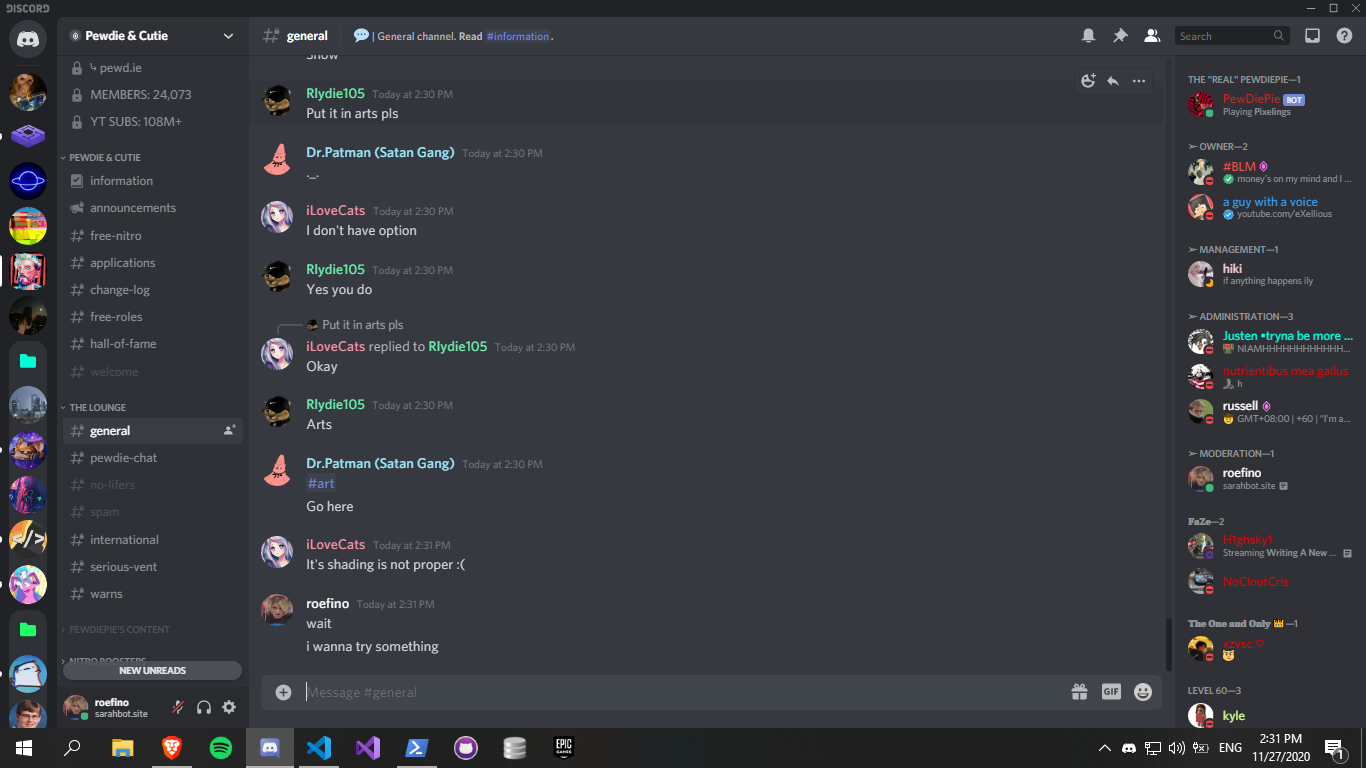 DISCORD
Pewdie & Cutie
pewd.ie
MEMBERS: 24,073
YT SUBS: 108M+
PEWDIE & CUTIE
information
announcements
free-nitro
applications
change-log
free-roles
hall-of-fame
welcome
THE LOUNGE
general
pewdie-chat
no-lifers
spam
international
serious-vent
warns
PEWDIEPIE'S CONTENT
NITRO BOOSTERS
NEW UNREADS
roefino
sarahbot.site
general
| General channel. Read #information.
Search
Show
Rlydie105 Today at 2:30 PM
Put it in arts pls
Dr.Patman (Satan Gang) Today at 2:30 PM
._.
iLoveCats Today at 2:30 PM
I don't have option
Rlydie105 Today at 2:30 PM
Yes you do
Put it in arts pls
iLoveCats replied to Rlydie105 Today at 2:30 PM
Okay
Rlydie105 Today at 2:30 PM
Arts
Dr.Patman (Satan Gang) Today at 2:30 PM
#art
Go here
iLoveCats Today at 2:31 PM
It's shading is not proper :(
roefino Today at 2:31 PM
wait
i wanna try something
Message #general
GIF
THE "REAL" PEWDIEPIE—1
PewDiePie BOT
Playing Pixelings
➢ OWNER—2
#BLM
money's on my mind and I ...
a guy with a voice
youtube.com/eXellious
➢ MANAGEMENT—1
hiki
if anything happens ily
➢ ADMINISTRATION—3
Justen •tryna be more ...
NIAMHHHHHHHHHHHH...
nutrientibus mea gallus
h
russell
GMT+08:00 | +60 | "I'm a...
➢ MODERATION—1
roefino
sarahbot.site
𝕱𝖆𝖅𝖊—2
H1ghsky1
Streaming Writing A New ...
NoCloutCris
The One and Only 👑 —1
xzvsc ♡
LEVEL 60—3
kyle
EPIC
GAMES
ENG
2:31 PM
11/27/2020
1